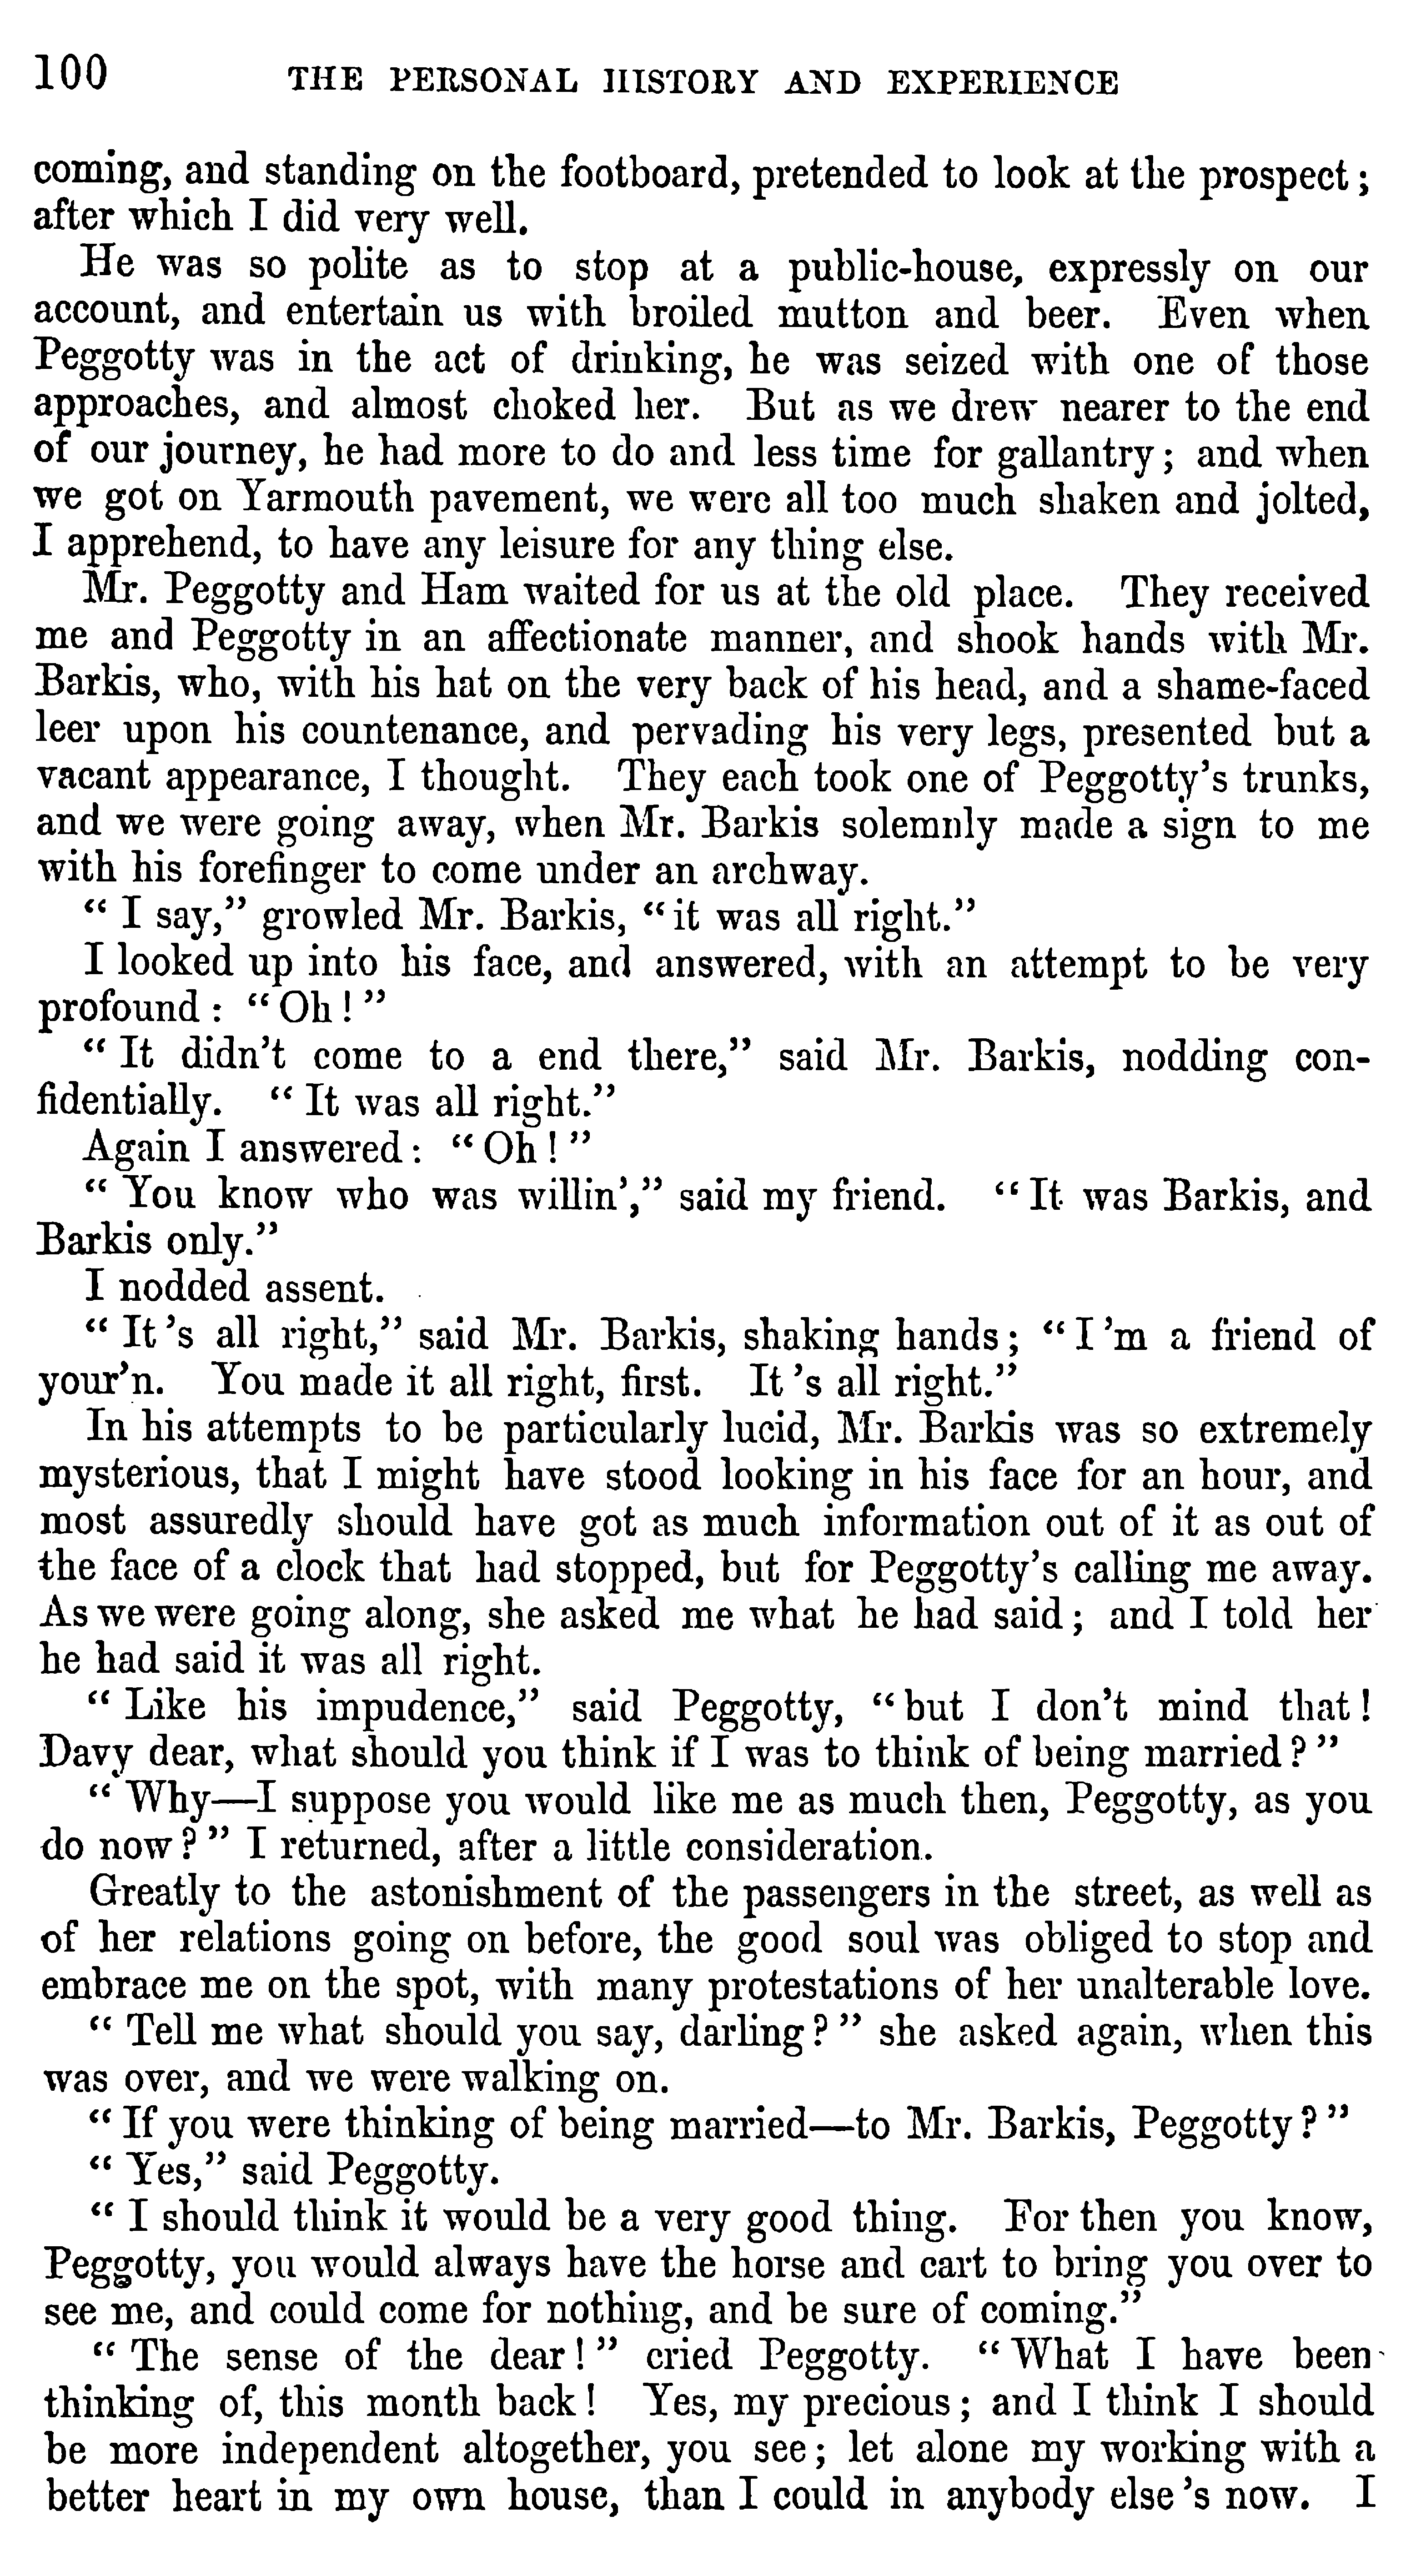 100 THE PERSONAL HISTORY AND EXPERIENCE
coming, and standing on the footboard, pretended to look at the prospect;
after which I did very well.
He was so polite as to stop at a public-house, expressly on our
account, and entertain us with broiled mutton and beer. Even when
Peggotty was in the act of drinking, he was seized with one of those
approaches, and almost choked her. But as we drew nearer to the end
of our journey, he had more to do and less time for gallantry; and when
we got on Yarmouth pavement, we were all too much shaken and jolted,
I apprehend, to have any leisure for any thing else.
Mr. Peggotty and Ham waited for us at the old place. They received
me and Peggotty in an affectionate manner, and shook hands with Mr.
Barkis, who, with his hat on the very back of his head, and a shame-faced
leer upon his countenance, and pervading his very legs, presented but a
vacant appearance, I thought. They each took one of Peggotty's trunks,
and we were going away, when Mr. Barkis solemnly made a sign to me
with his forefinger to come under an archway.
"I say," growled Mr. Barkis, "it was all right."
I looked up into his face, and answered, with an attempt to be very
profound: "Oh!"
"It didn't come to a end there," said Mr. Barkis, nodding con-
fidentially. "It was all right."
Again I answered: "Oh!"
"You know who was willin'," said my friend. "It was Barkis, and
Barkis only."
I nodded assent.
"It's all right," said Mr. Barkis, shaking hands; "I'm a friend of
your'n. You made it all right, first. It's all right."
In his attempts to be particularly lucid, Mr. Barkis was so extremely
mysterious, that I might have stood looking in his face for an hour, and
most assuredly should have got as much information out of it as out of
the face of a clock that had stopped, but for Peggotty's calling me away.
As we were going along, she asked me what he had said; and I told her
he had said it was all right.
"Like his impudence," said Peggotty, "but I don't mind that!
Davy dear, what should you think if I was to think of being married?"
"Why—I suppose you would like me as much then, Peggotty, as you
do now?" I returned, after a little consideration.
Greatly to the astonishment of the passengers in the street, as well as
of her relations going on before, the good soul was obliged to stop and
embrace me on the spot, with many protestations of her unalterable love.
"Tell me what should you say, darling?" she asked again, when this
was over, and we were walking on.
"If you were thinking of being married—to Mr. Barkis, Peggotty?"
"Yes," said Peggotty.
"I should think it would be a very good thing. For then you know,
Peggotty, you would always have the horse and cart to bring you over to
see me, and could come for nothing, and be sure of coming."
"The sense of the dear!" cried Peggotty. "What I have been
thinking of, this month back! Yes, my precious; and I think I should
be more independent altogether, you see; let alone my working with a
better heart in my own house, than I could in anybody else's now. I